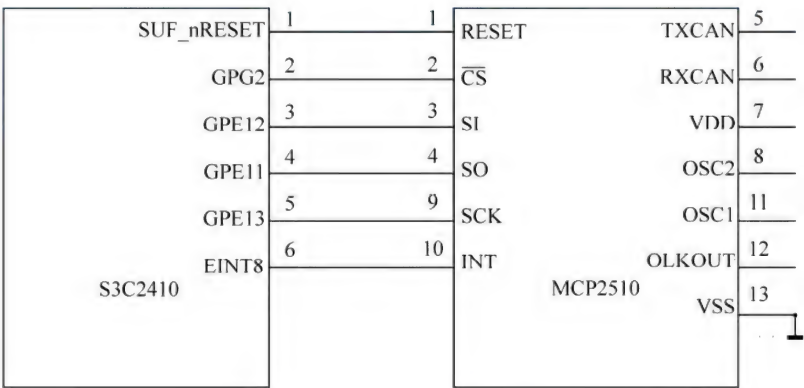 SUF_nRESET 1 1 RESET TXCAN 5
GPG2 2 2 CS RXCAN 6
GPE12 3 3 SI VDD 7
GPE11 4 4 SO OSC2 8
GPE13 5 9 SCK OSC1 11
EINT8 6 10 INT OLKOUT 12
S3C2410 MCP2510
VSS 13